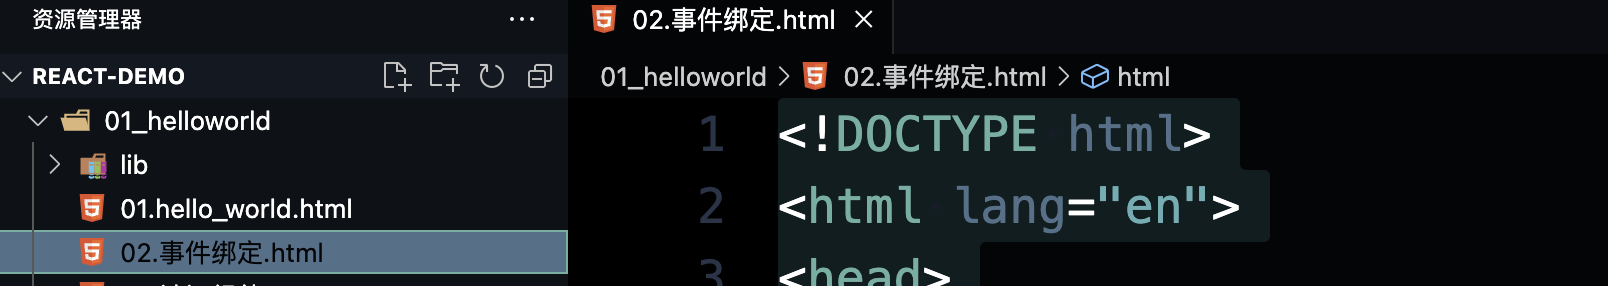 资源管理器
REACT-DEMO
01_helloworld
lib
01.hello_world.html
02.事件绑定.html
02.事件绑定.html
01_helloworld > 02.事件绑定.html > html
1 <!DOCTYPE html>
2 <html lang="en">
3 <head>